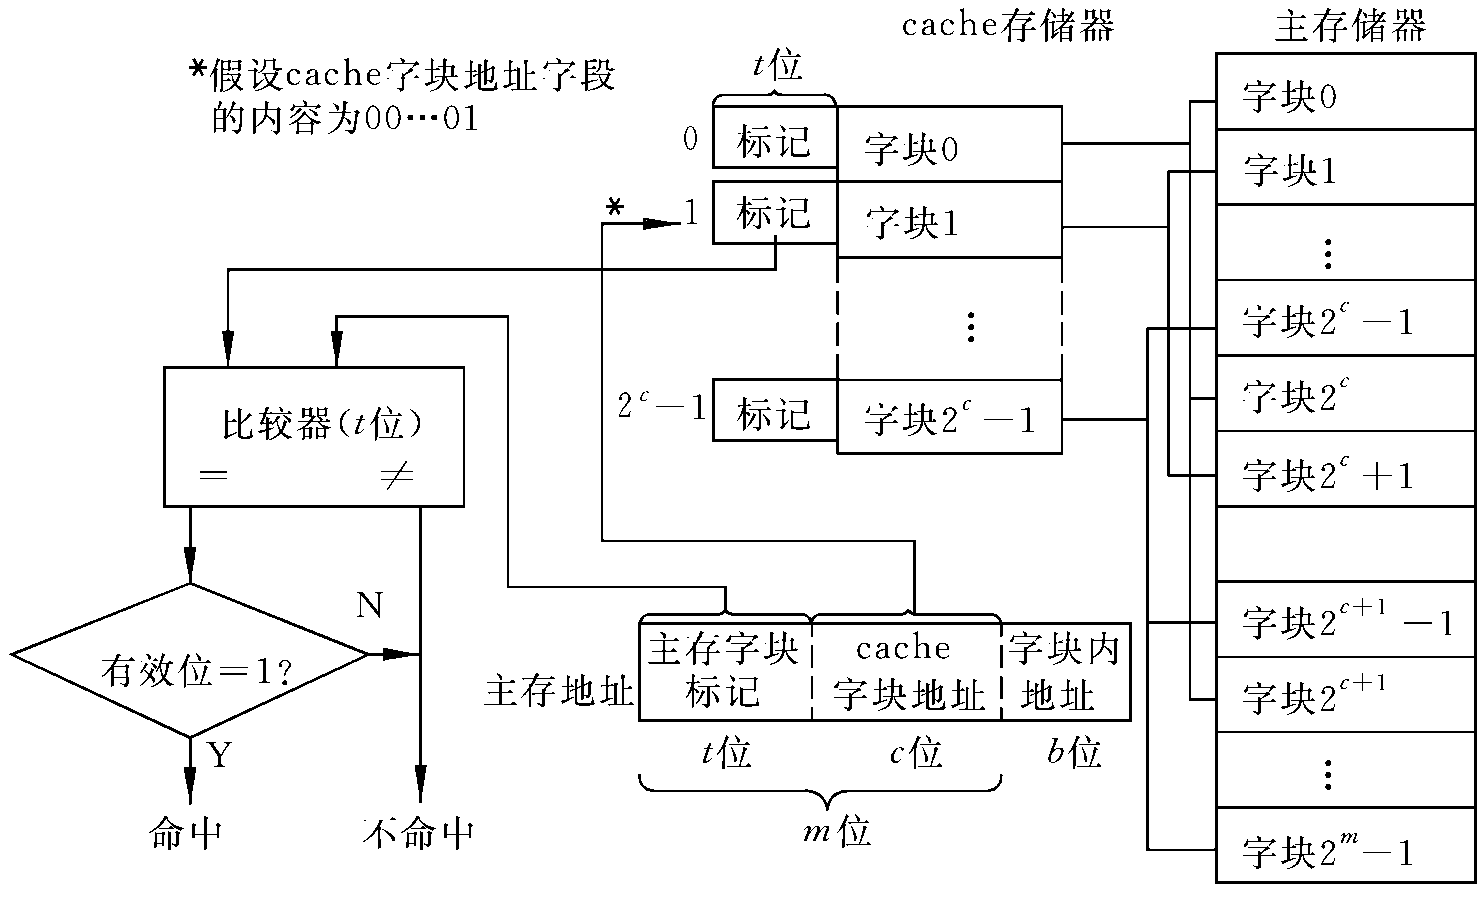 cache存储器
主存储器
*假设cache字块地址字段
的内容为00…01
t位
0
标记
字块0
*
1
标记
字块1
⋮
2^c－1
标记
字块2^c－1
字块0
字块1
⋮
字块2^c－1
字块2^c
字块2^c＋1
字块2^{c+1}－1
字块2^{c+1}
⋮
字块2^m－1
比较器(t位)
＝ ≠
有效位＝1?
N
Y
命中
不命中
主存地址
主存字块
标记
cache
字块地址
字块内
地址
t位
c位
b位
m位